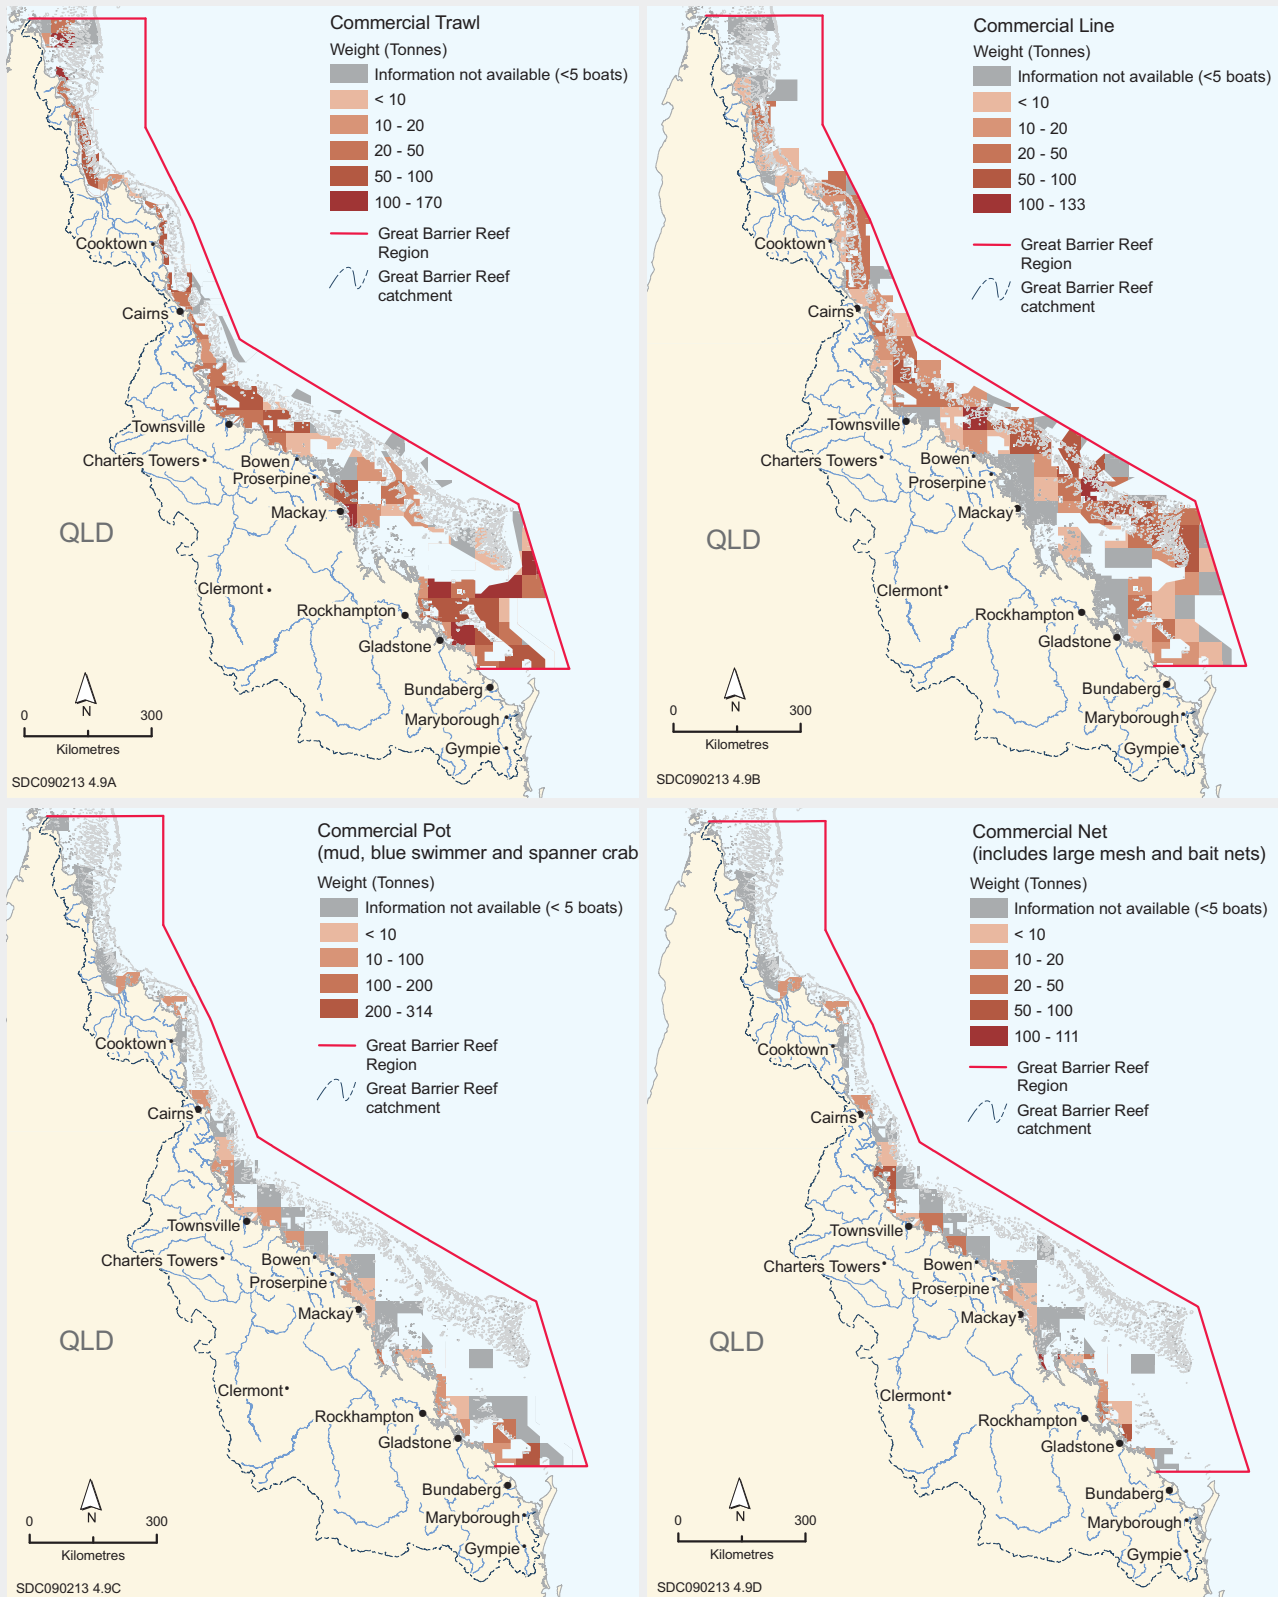 Commercial Trawl
Weight (Tonnes)
Information not available (<5 boats)
< 10
10 - 20
20 - 50
50 - 100
100 - 170
Great Barrier Reef
Region
Great Barrier Reef
catchment
Cooktown
Cairns
Townsville
Charters Towers
Bowen
Proserpine
Mackay
QLD
Clermont
Rockhampton
Gladstone
Bundaberg
Maryborough
Gympie
N
0 300
Kilometres
SDC090213 4.9A
Commercial Line
Weight (Tonnes)
Information not available (<5 boats)
< 10
10 - 20
20 - 50
50 - 100
100 - 133
Great Barrier Reef
Region
Great Barrier Reef
catchment
Cooktown
Cairns
Townsville
Charters Towers
Bowen
Proserpine
Mackay
QLD
Clermont
Rockhampton
Gladstone
Bundaberg
Maryborough
Gympie
N
0 300
Kilometres
SDC090213 4.9B
Commercial Pot
(mud, blue swimmer and spanner crab
Weight (Tonnes)
Information not available (< 5 boats)
< 10
10 - 100
100 - 200
200 - 314
Great Barrier Reef
Region
Great Barrier Reef
catchment
Cooktown
Cairns
Townsville
Charters Towers
Bowen
Proserpine
Mackay
QLD
Clermont
Rockhampton
Gladstone
Bundaberg
Maryborough
Gympie
N
0 300
Kilometres
SDC090213 4.9C
Commercial Net
(includes large mesh and bait nets)
Weight (Tonnes)
Information not available (<5 boats)
< 10
10 - 20
20 - 50
50 - 100
100 - 111
Great Barrier Reef
Region
Great Barrier Reef
catchment
Cooktown
Cairns
Townsville
Charters Towers
Bowen
Proserpine
Mackay
QLD
Clermont
Rockhampton
Gladstone
Bundaberg
Maryborough
Gympie
N
0 300
Kilometres
SDC090213 4.9D